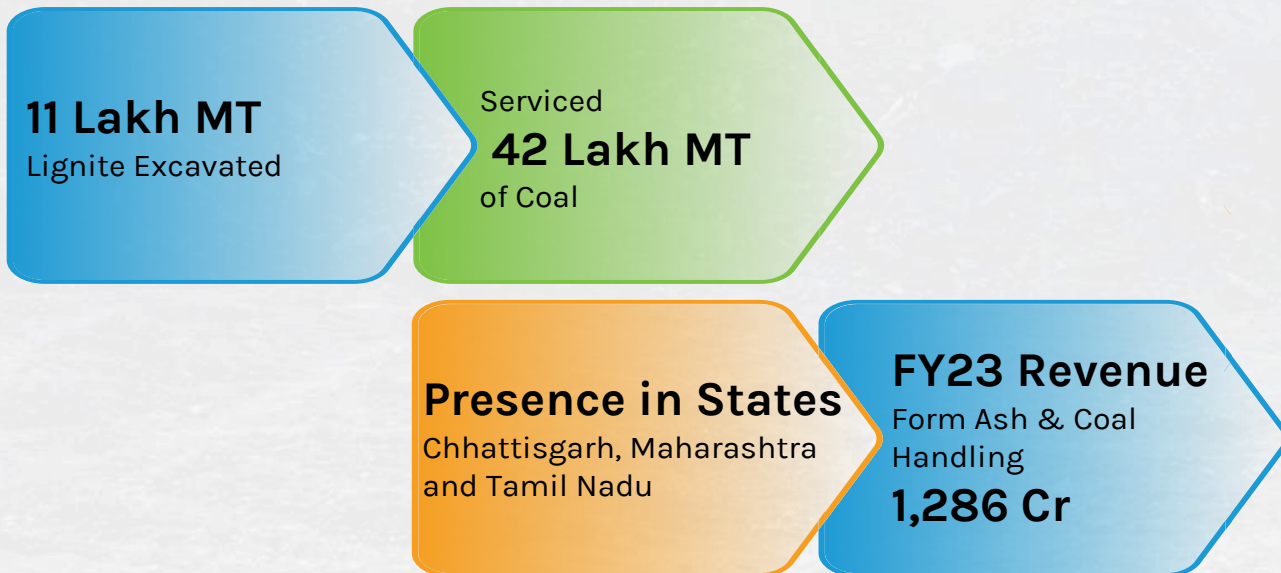 11 Lakh MT
Lignite Excavated
Serviced
42 Lakh MT
of Coal
Presence in States
Chhattisgarh, Maharashtra
and Tamil Nadu
FY23 Revenue
Form Ash & Coal
Handling
1,286 Cr